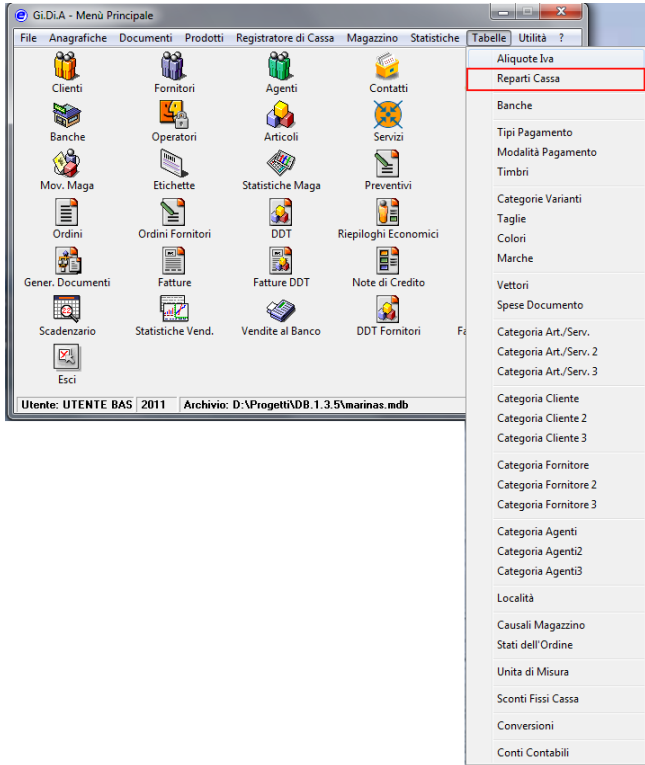 Gi.Di.A - Menù Principale
File Anagrafiche Documenti Prodotti Registratore di Cassa Magazzino Statistiche Tabelle Utilità ?
Clienti Fornitori Agenti Contatti
Banche Operatori Articoli Servizi
Mov. Maga Etichette Statistiche Maga Preventivi
Ordini Ordini Fornitori DDT Riepiloghi Economici
Gener. Documenti Fatture Fatture DDT Note di Credito
Scadenzario Statistiche Vend. Vendite al Banco DDT Fornitori
Esci
Utente: UTENTE BAS 2011 Archivio: D:\Progetti\DB.1.3.5\marinas.mdb
Aliquote Iva
Reparti Cassa
Banche
Tipi Pagamento
Modalità Pagamento
Timbri
Categorie Varianti
Taglie
Colori
Marche
Vettori
Spese Documento
Categoria Art./Serv.
Categoria Art./Serv. 2
Categoria Art./Serv. 3
Categoria Cliente
Categoria Cliente 2
Categoria Cliente 3
Categoria Fornitore
Categoria Fornitore 2
Categoria Fornitore 3
Categoria Agenti
Categoria Agenti2
Categoria Agenti3
Località
Causali Magazzino
Stati dell'Ordine
Unita di Misura
Sconti Fissi Cassa
Conversioni
Conti Contabili